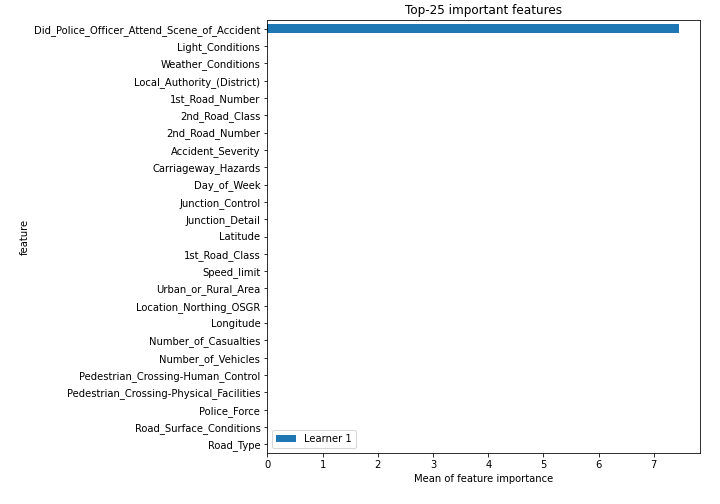 Top-25 important features
Did_Police_Officer_Attend_Scene_of_Accident
Light_Conditions
Weather_Conditions
Local_Authority_(District)
1st_Road_Number
2nd_Road_Class
2nd_Road_Number
Accident_Severity
Carriageway_Hazards
Day_of_Week
Junction_Control
Junction_Detail
Latitude
1st_Road_Class
Speed_limit
Urban_or_Rural_Area
Location_Northing_OSGR
Longitude
Number_of_Casualties
Number_of_Vehicles
Pedestrian_Crossing-Human_Control
Pedestrian_Crossing-Physical_Facilities
Police_Force
Road_Surface_Conditions
Road_Type
feature
Learner 1
0 1 2 3 4 5 6 7
Mean of feature importance